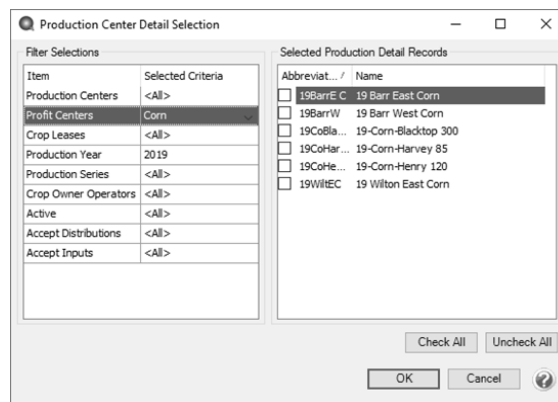 Production Center Detail Selection
Filter Selections
Item Selected Criteria
Production Centers <All>
Profit Centers Corn
Crop Leases <All>
Production Year 2019
Production Series <All>
Crop Owner Operators <All>
Active <All>
Accept Distributions <All>
Accept Inputs <All>
Selected Production Detail Records
Abbreviat... / Name
19BarrE C 19 Barr East Corn
19BarrW 19 Barr West Corn
19CoBla... 19-Corn-Blacktop 300
19CoHar... 19-Corn-Harvey 85
19CoHe... 19-Corn-Henry 120
19WiltEC 19 Wilton East Corn
Check All Uncheck All
OK Cancel ?